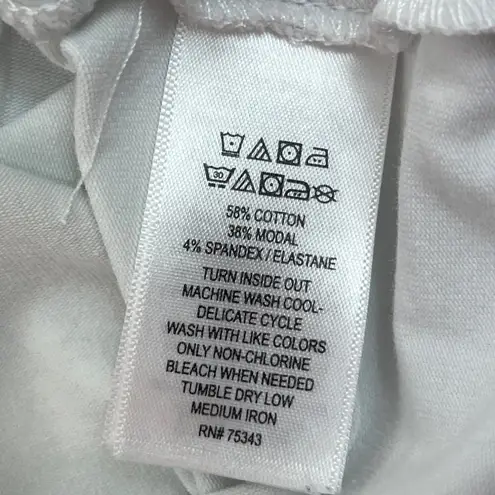 30
58% COTTON
38% MODAL
4% SPANDEX / ELASTANE
TURN INSIDE OUT
MACHINE WASH COOL-
DELICATE CYCLE
WASH WITH LIKE COLORS
ONLY NON-CHLORINE
BLEACH WHEN NEEDED
TUMBLE DRY LOW
MEDIUM IRON
RN# 75343